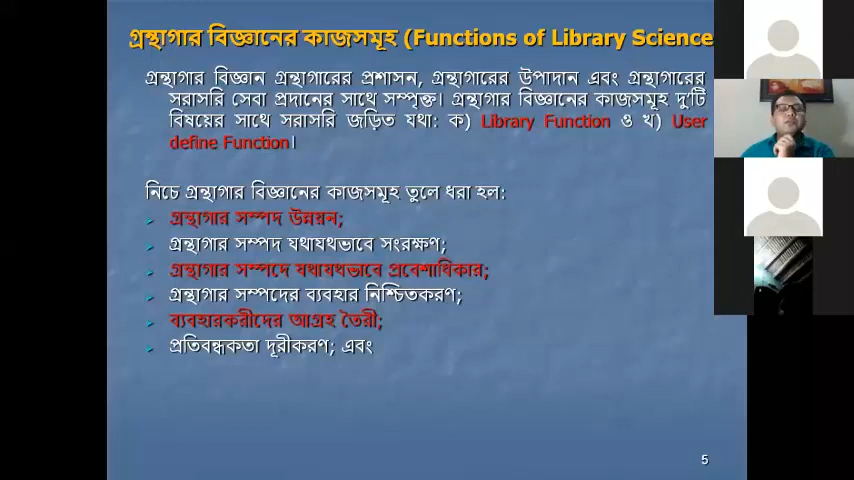 গ্রন্থাগার বিজ্ঞানের কাজসমূহ (Functions of Library Science
গ্রন্থাগার বিজ্ঞান গ্রন্থাগারের প্রশাসন, গ্রন্থাগারের উপাদান এবং গ্রন্থাগারের
সরাসরি সেবা প্রদানের সাথে সম্পৃক্ত। গ্রন্থাগার বিজ্ঞানের কাজসমূহ দু'টি
বিষয়ের সাথে সরাসরি জড়িত যথা: ক) Library Function ও খ) User
define Function।
নিচে গ্রন্থাগার বিজ্ঞানের কাজসমূহ তুলে ধরা হল:
গ্রন্থাগার সম্পদ উন্নয়ন;
গ্রন্থাগার সম্পদ যথাযথভাবে সংরক্ষণ;
গ্রন্থাগার সম্পদে যথাযথভাবে প্রবেশাধিকার;
গ্রন্থাগার সম্পদের ব্যবহার নিশ্চিতকরণ;
ব্যবহারকরীদের আগ্রহ তৈরী;
প্রতিবন্ধকতা দূরীকরণ; এবং
5